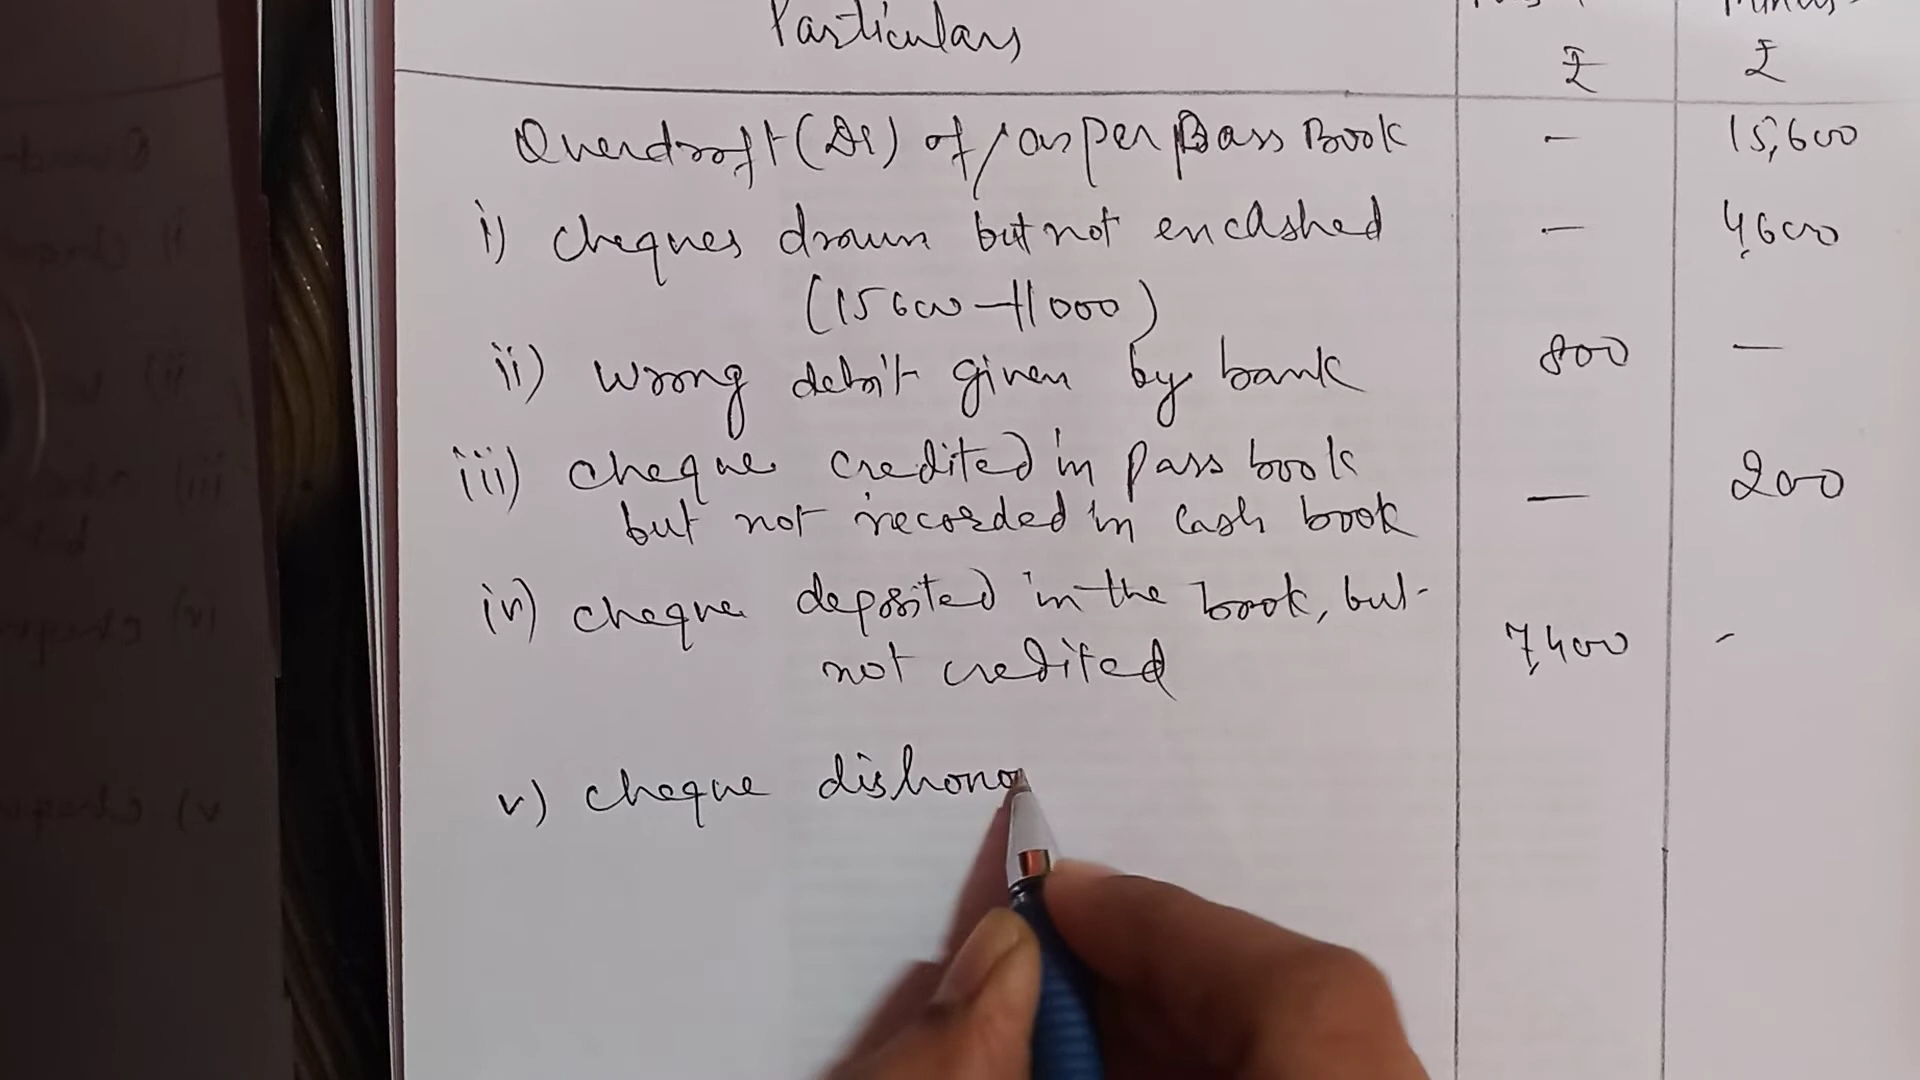 Particulars
₹ ₹
Overdraft (Dr) of/as per Pass Book — 15,600
i) cheques drawn but not encashed — 4,600
(15600 - 11000)
ii) wrong debit given by bank 800 —
iii) cheque credited in pass book
but not recorded in cash book — 200
iv) cheque deposited in the book, but
not credited 7,400 -
v) cheque dishono